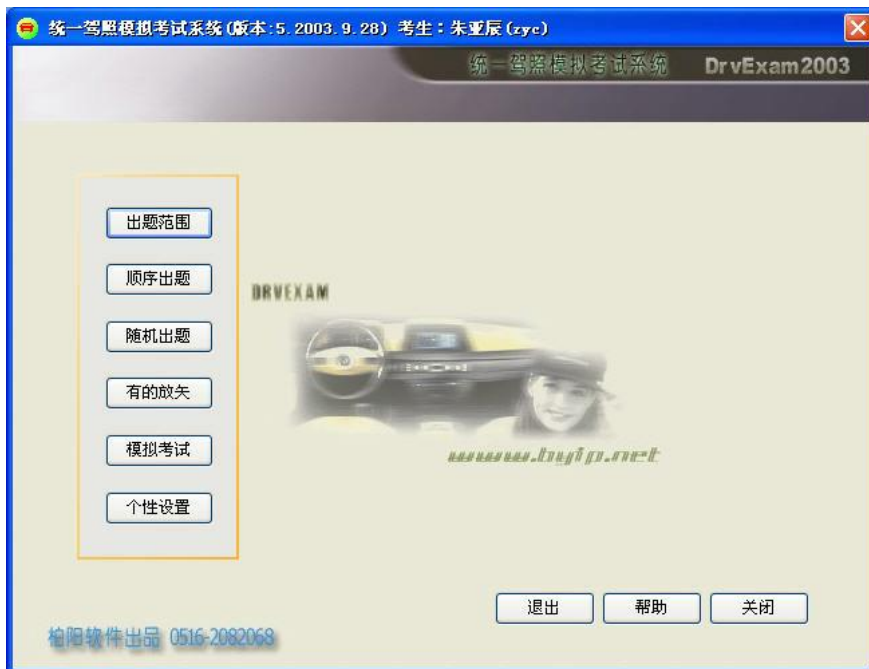 统一驾照模拟考试系统(版本:5.2003.9.28) 考生:朱亚辰(zyc)
统一驾照模拟考试系统 DrvExam2003
出题范围
顺序出题
DRVEXAM
随机出题
有的放矢
模拟考试
www.byip.net
个性设置
退出 帮助 关闭
柏阳软件出品 0516-2082068